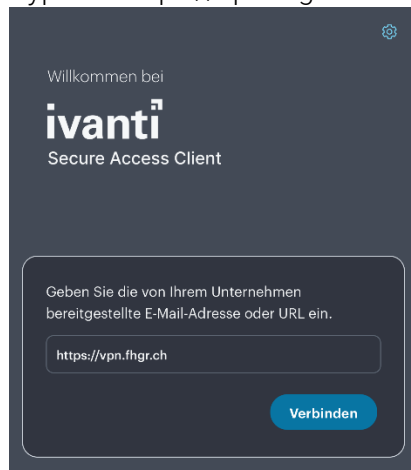 Willkommen bei
ivanti
Secure Access Client
Geben Sie die von Ihrem Unternehmen
bereitgestellte E-Mail-Adresse oder URL ein.
https://vpn.fhgr.ch
Verbinden